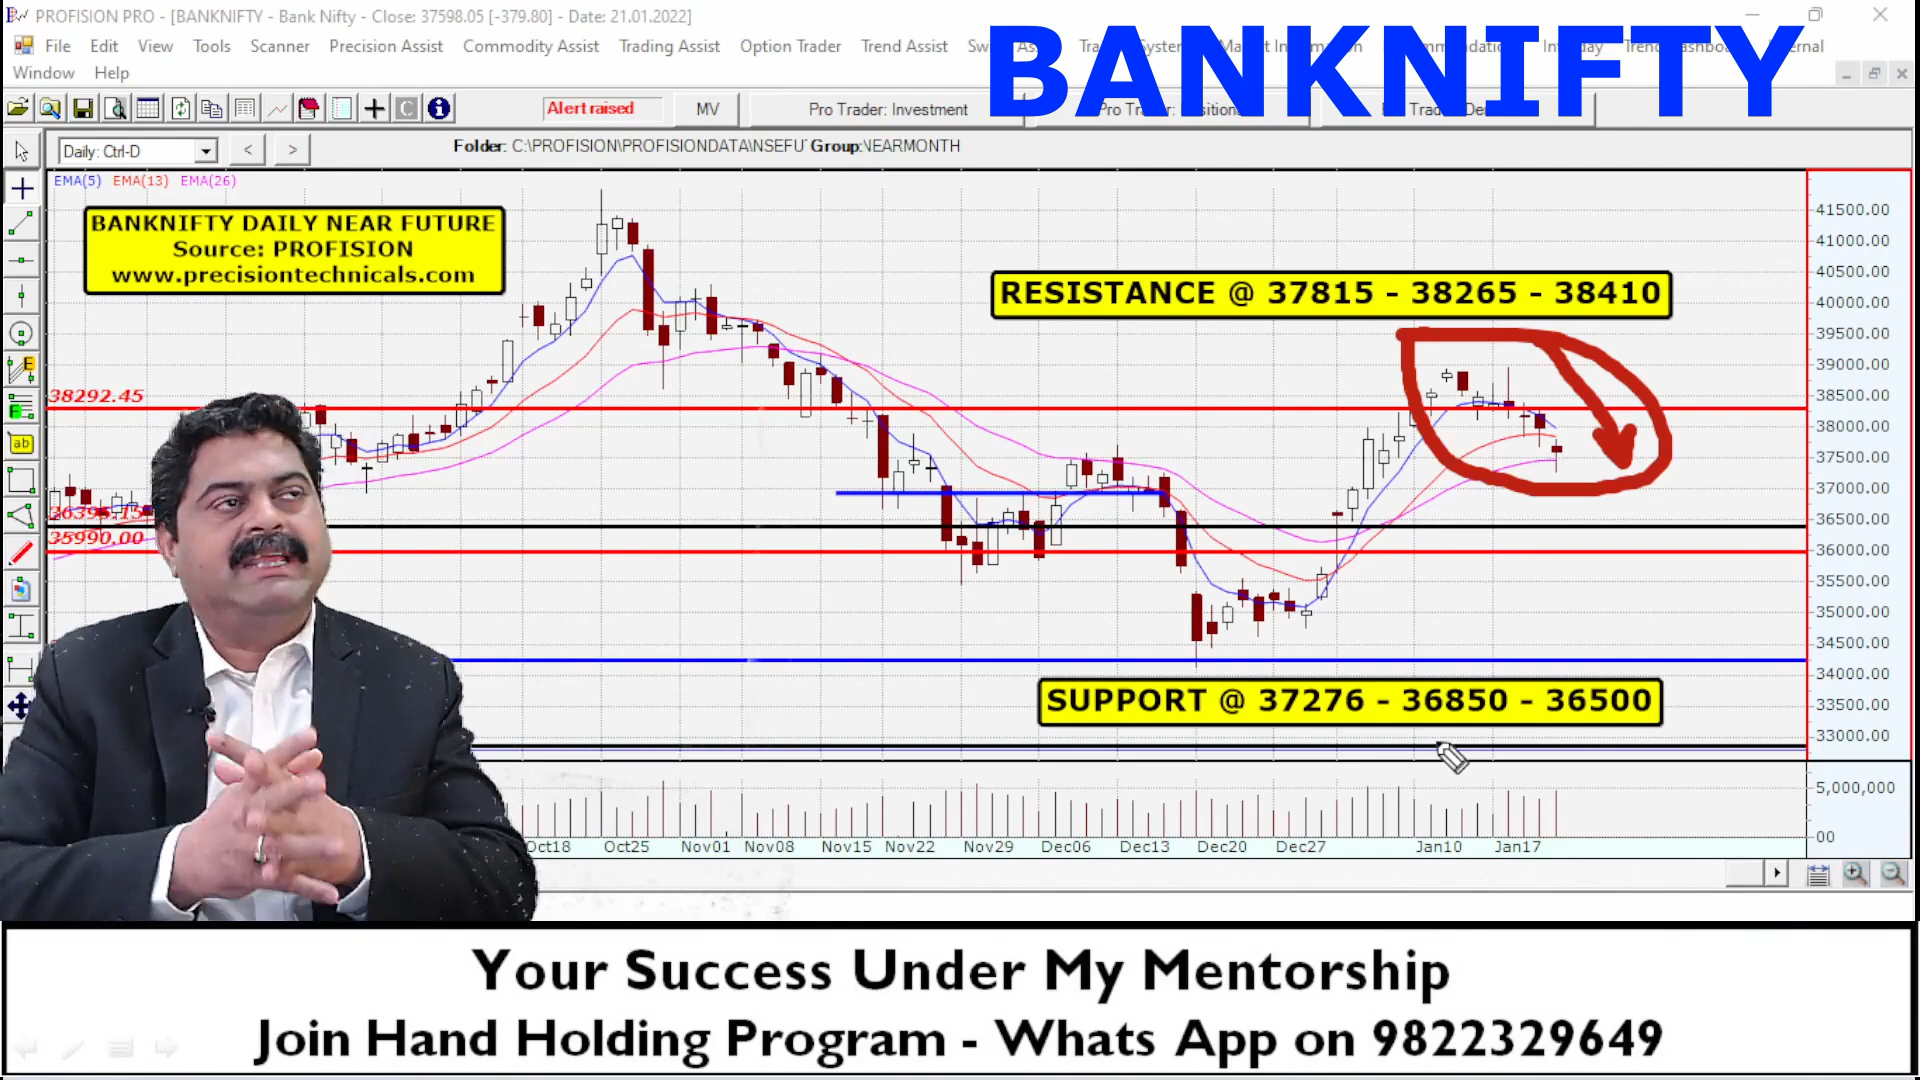 PROFISION PRO - [BANKNIFTY - Bank Nifty - Close: 37598.05 [-379.80] - Date: 21.01.2022]
BANKNIFTY
File Edit View Tools Scanner Precision Assist Commodity Assist Trading Assist Option Trader Trend Assist
Window Help
Alert raised MV Pro Trader: Investment
Daily: Ctrl-D < > Folder: C:\PROFISION\PROFISIONDATA\NSEFU Group: NEARMONTH
EMA(5) EMA(13) EMA(26)
BANKNIFTY DAILY NEAR FUTURE
Source: PROFISION
www.precisiontechnicals.com
RESISTANCE @ 37815 - 38265 - 38410
38292.45
36395.15
35990.00
SUPPORT @ 37276 - 36850 - 36500
41500.00
41000.00
40500.00
40000.00
39500.00
39000.00
38500.00
38000.00
37500.00
37000.00
36500.00
36000.00
35500.00
35000.00
34500.00
34000.00
33500.00
33000.00
5,000,000
00
Oct18 Oct25 Nov01 Nov08 Nov15 Nov22 Nov29 Dec06 Dec13 Dec20 Dec27 Jan10 Jan17
Your Success Under My Mentorship
Join Hand Holding Program - Whats App on 9822329649